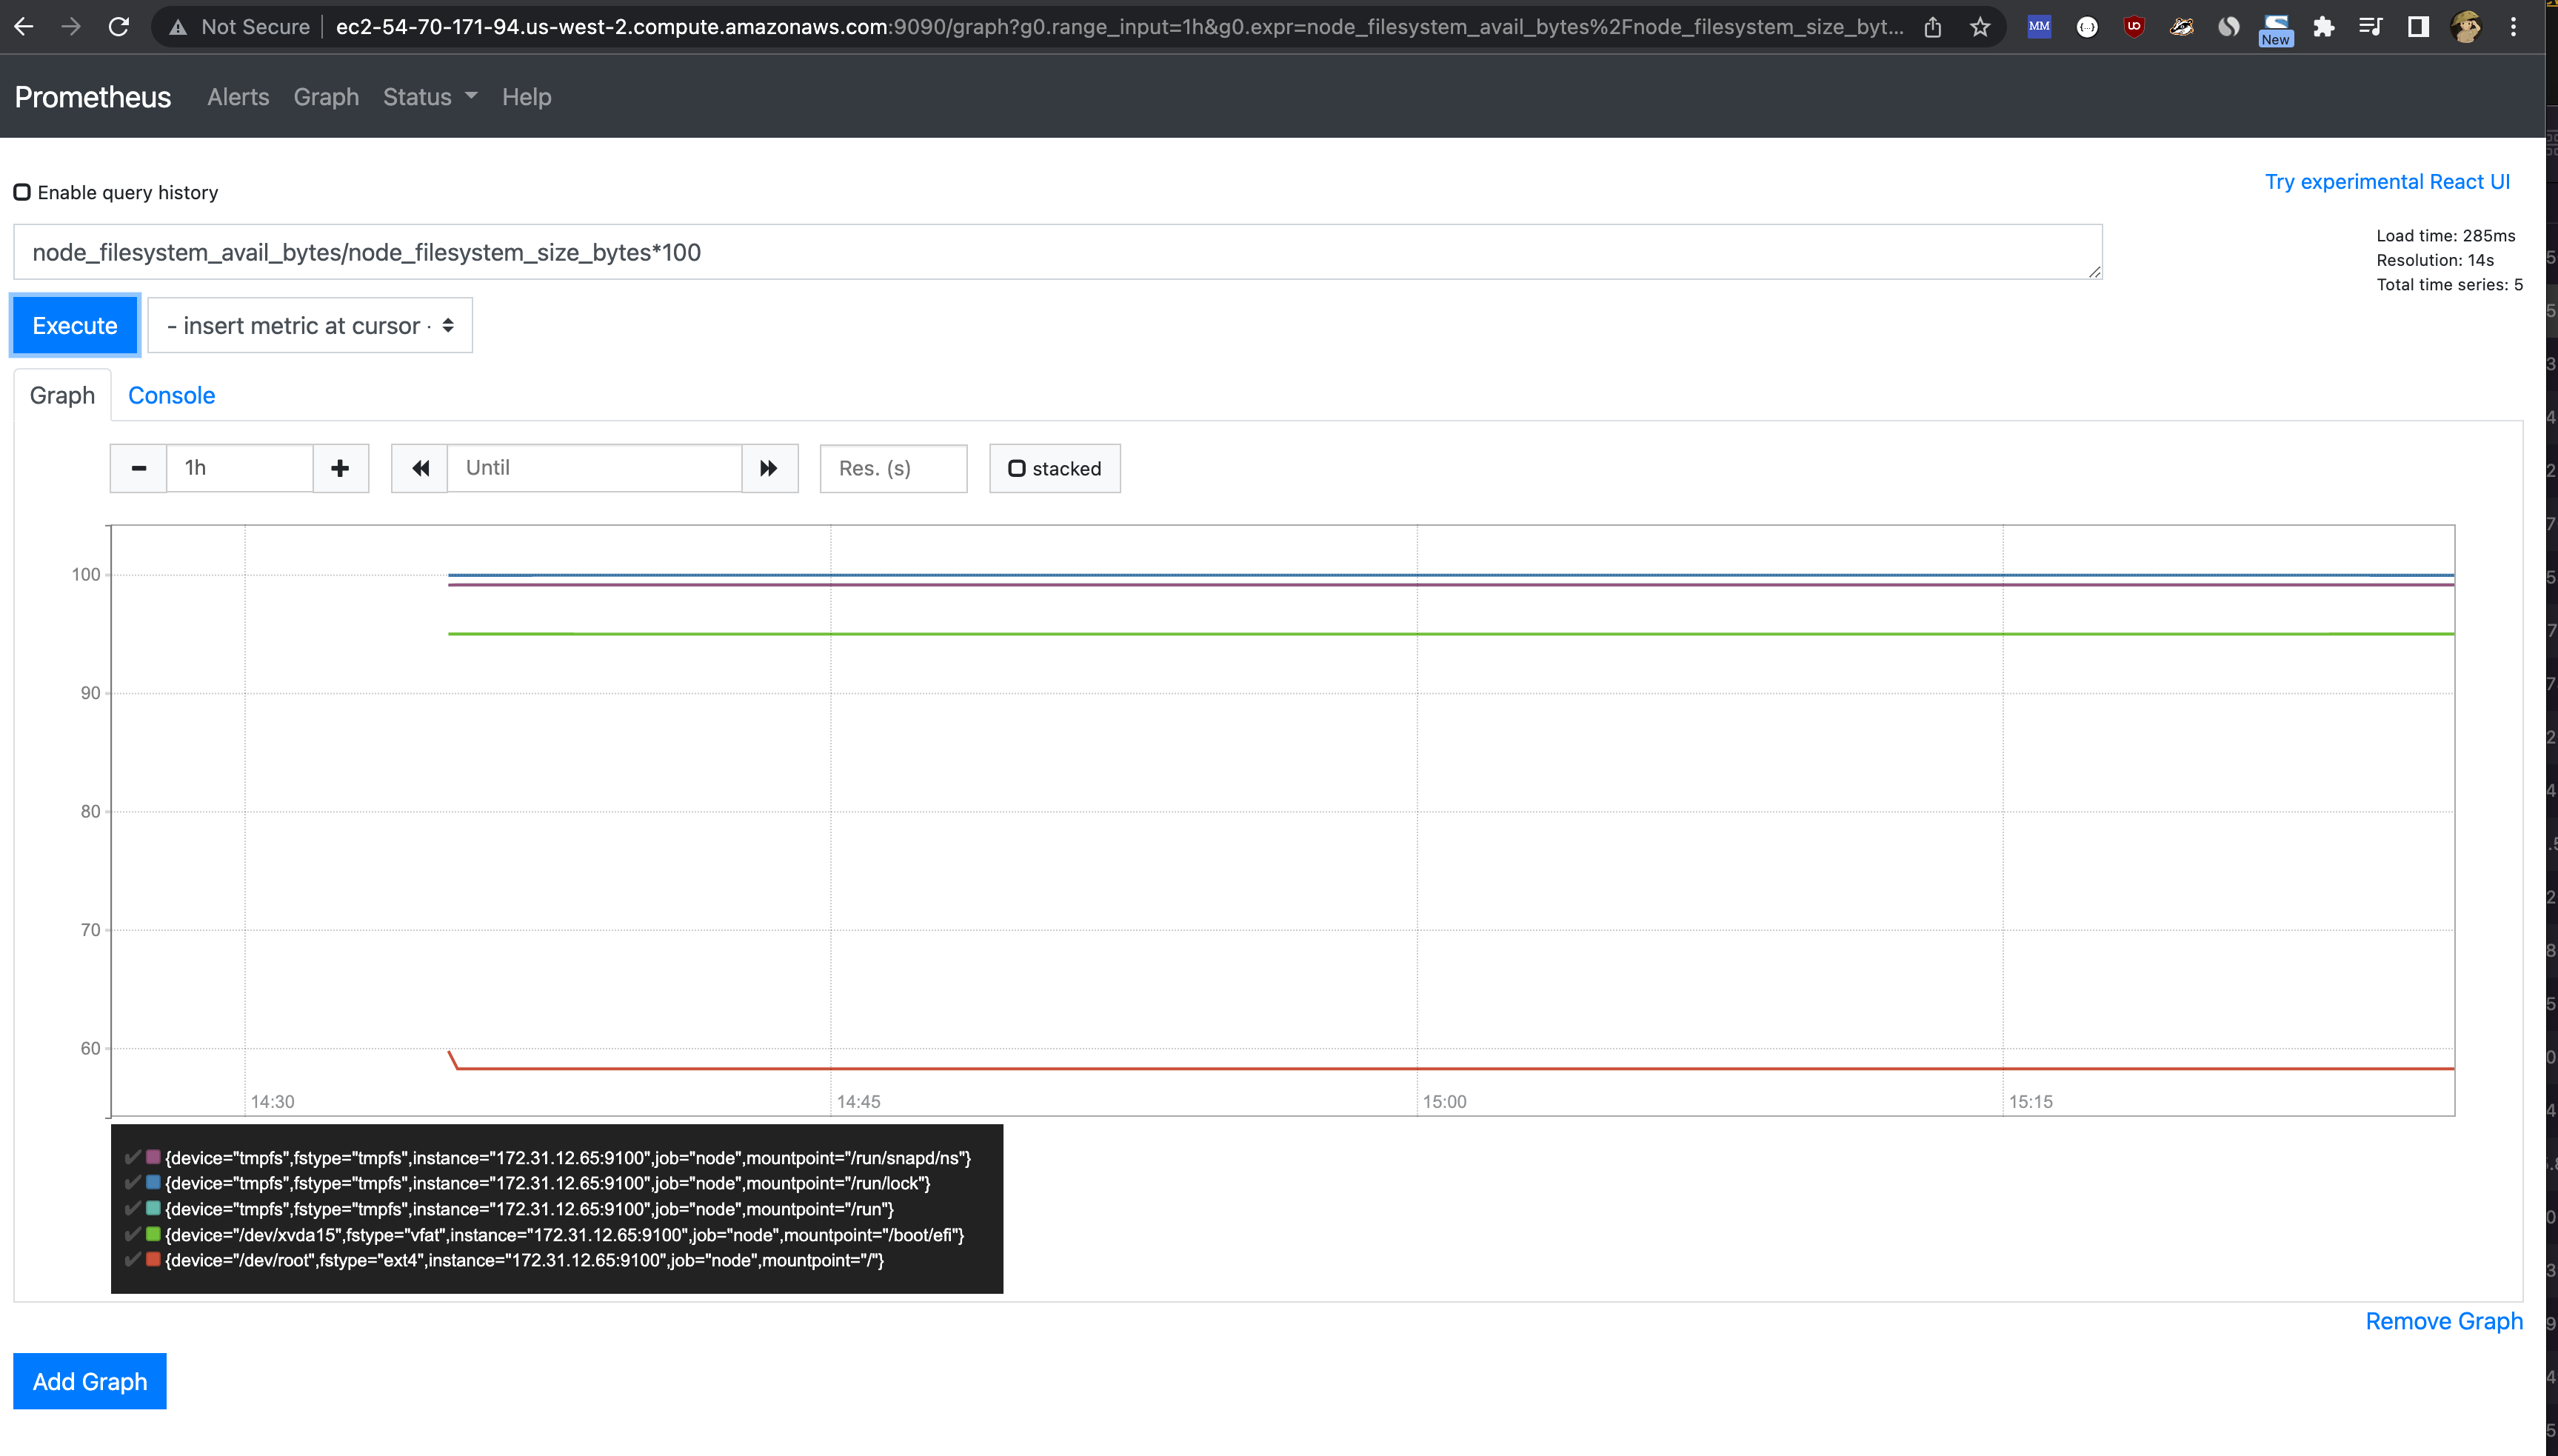 Not Secure | ec2-54-70-171-94.us-west-2.compute.amazonaws.com:9090/graph?g0.range_input=1h&g0.expr=node_filesystem_avail_bytes%2Fnode_filesystem_size_byt...
MM
New
Prometheus Alerts Graph Status Help
Try experimental React UI
Enable query history
node_filesystem_avail_bytes/node_filesystem_size_bytes*100
Load time: 285ms
Resolution: 14s
Total time series: 5
Execute
- insert metric at cursor -
Graph Console
1h
Until
Res. (s)
stacked
100
90
80
70
60
14:30 14:45 15:00 15:15
{device="tmpfs",fstype="tmpfs",instance="172.31.12.65:9100",job="node",mountpoint="/run/snapd/ns"}
{device="tmpfs",fstype="tmpfs",instance="172.31.12.65:9100",job="node",mountpoint="/run/lock"}
{device="tmpfs",fstype="tmpfs",instance="172.31.12.65:9100",job="node",mountpoint="/run"}
{device="/dev/xvda15",fstype="vfat",instance="172.31.12.65:9100",job="node",mountpoint="/boot/efi"}
{device="/dev/root",fstype="ext4",instance="172.31.12.65:9100",job="node",mountpoint="/"}
Remove Graph
Add Graph